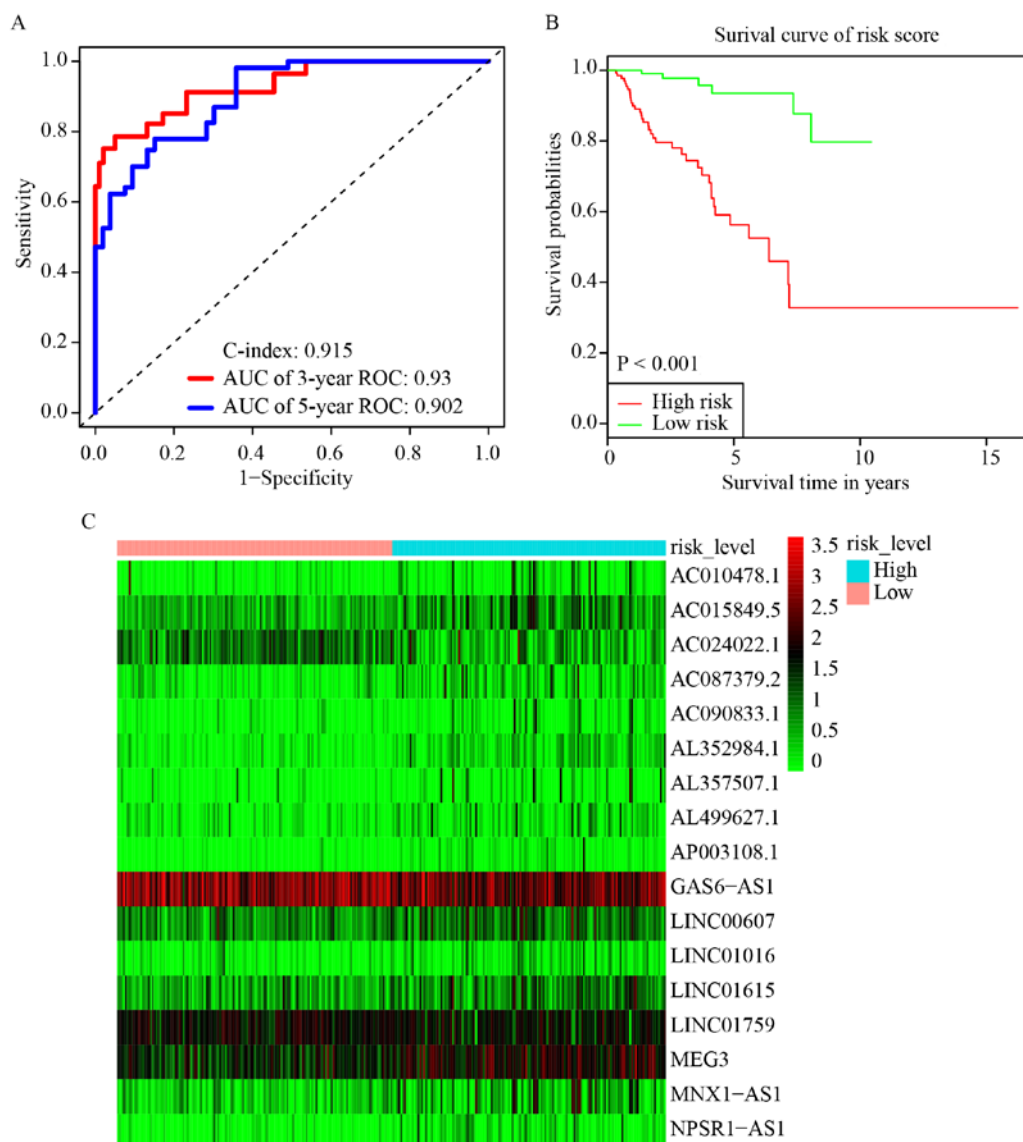 A
1.0
0.8
0.6
0.4
0.2
0.0
Sensitivity
C-index: 0.915
AUC of 3-year ROC: 0.93
AUC of 5-year ROC: 0.902
0.0 0.2 0.4 0.6 0.8 1.0
1−Specificity
B
Surival curve of risk score
1.0
0.8
0.6
0.4
0.2
0.0
Survival probabilities
P < 0.001
High risk
Low risk
0 5 10 15
Survival time in years
C
risk_level
AC010478.1
AC015849.5
AC024022.1
AC087379.2
AC090833.1
AL352984.1
AL357507.1
AL499627.1
AP003108.1
GAS6−AS1
LINC00607
LINC01016
LINC01615
LINC01759
MEG3
MNX1−AS1
NPSR1−AS1
3.5
3
2.5
2
1.5
1
0.5
0
risk_level
High
Low